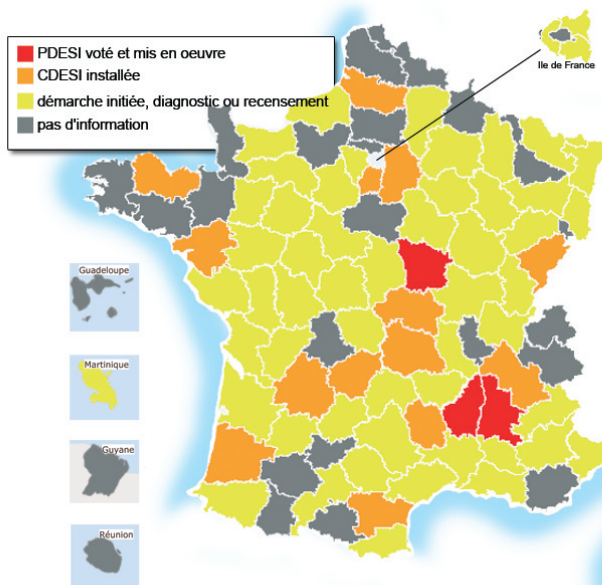 PDESI voté et mis en oeuvre
CDESI installée
démarche initiée, diagnostic ou recensement
pas d'information
Ile de France
Guadeloupe
Martinique
Guyane
Réunion